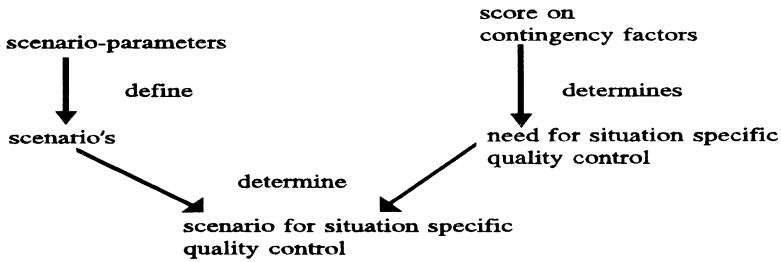 scenario-parameters
score on
contingency factors
define
determines
scenario's
need for situation specific
quality control
determine
scenario for situation specific
quality control